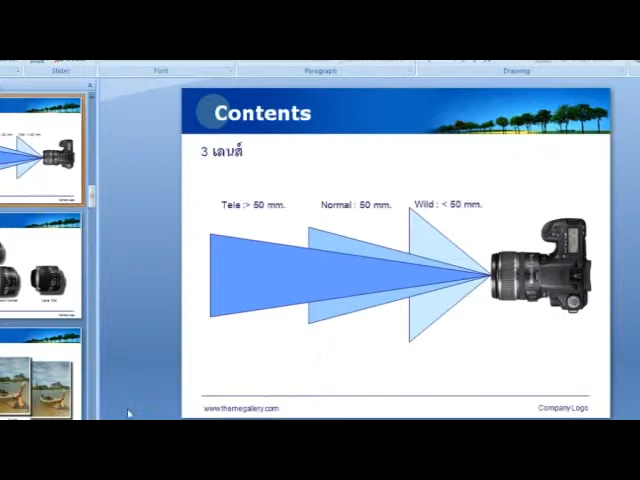 Slides
Font
Paragraph
Drawing
Contents
3 เลนส์
Tele :> 50 mm.
Normal : 50 mm.
Wild : < 50 mm.
www.themegallery.com
Company Logo